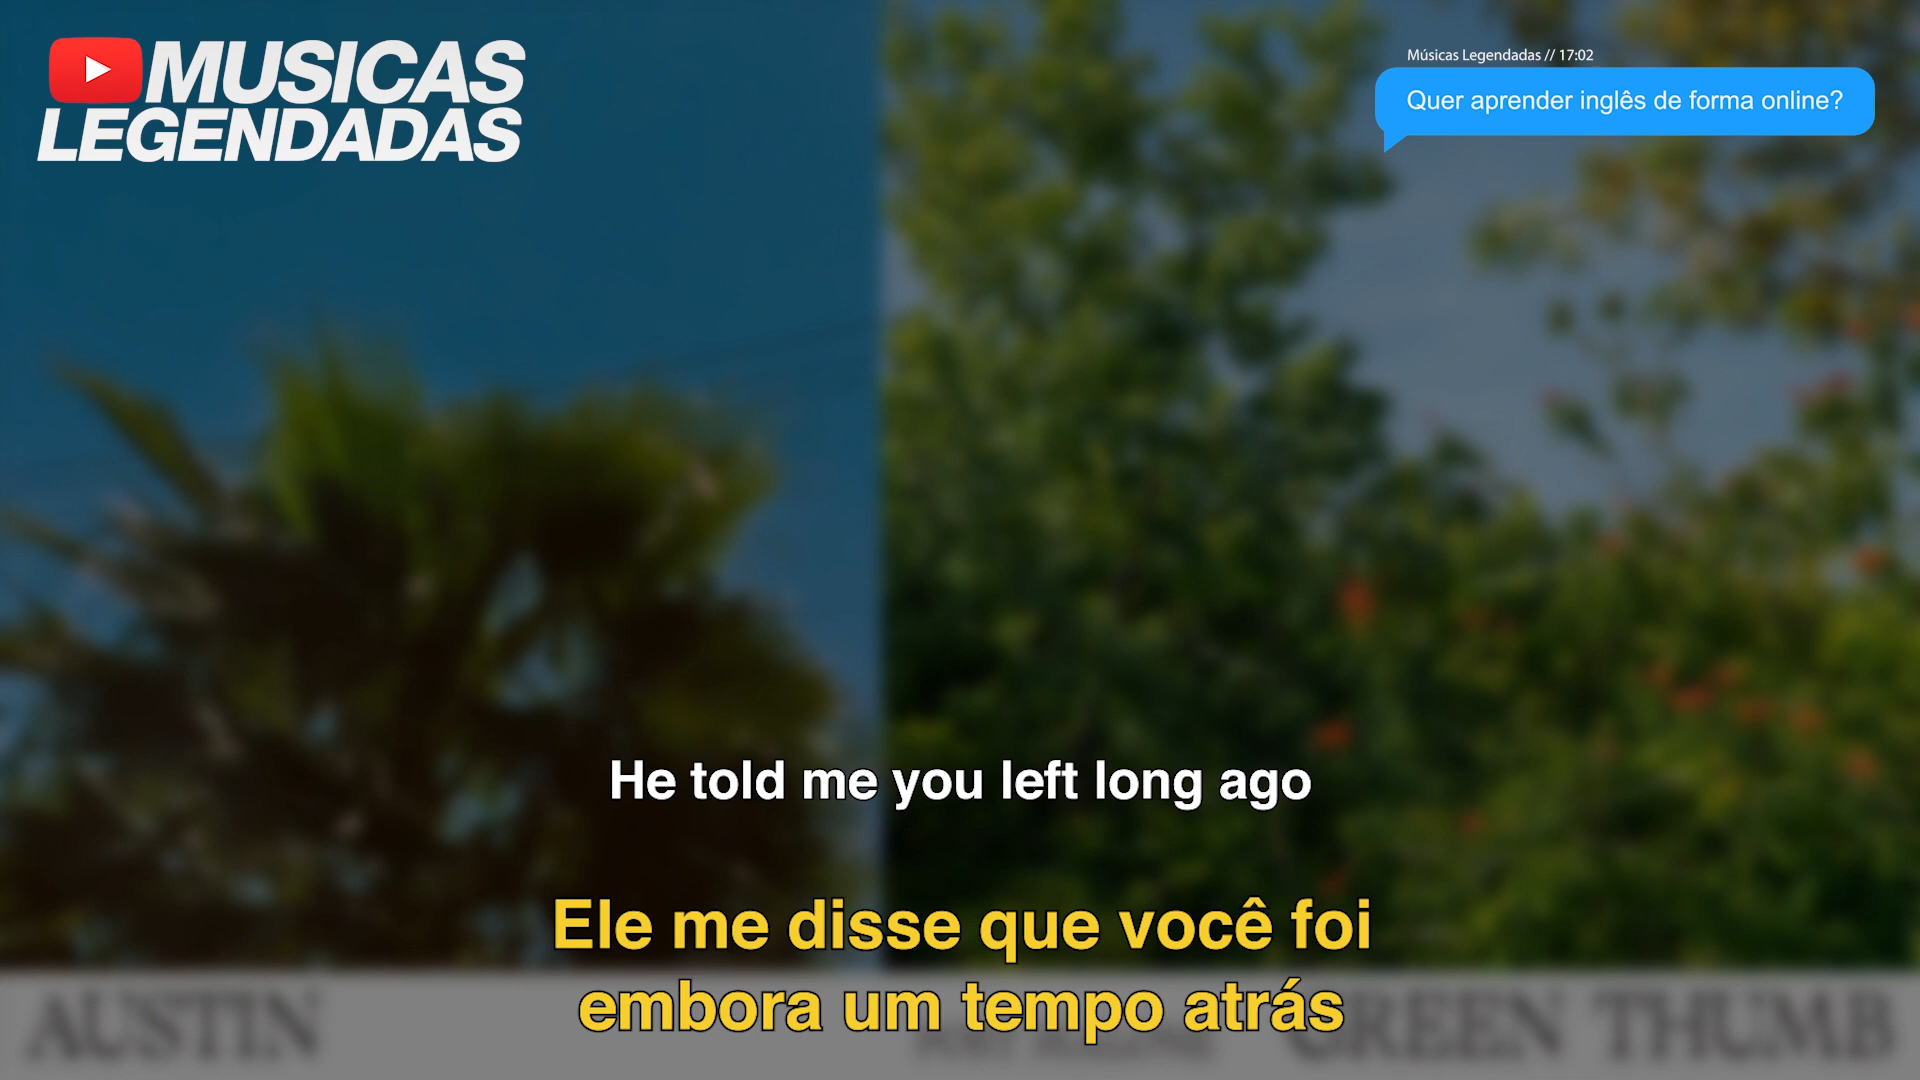 MUSICAS
LEGENDADAS
Músicas Legendadas // 17:02
Quer aprender inglês de forma online?
He told me you left long ago
Ele me disse que você foi
embora um tempo atrás
AUSTIN
GREEN THUMB